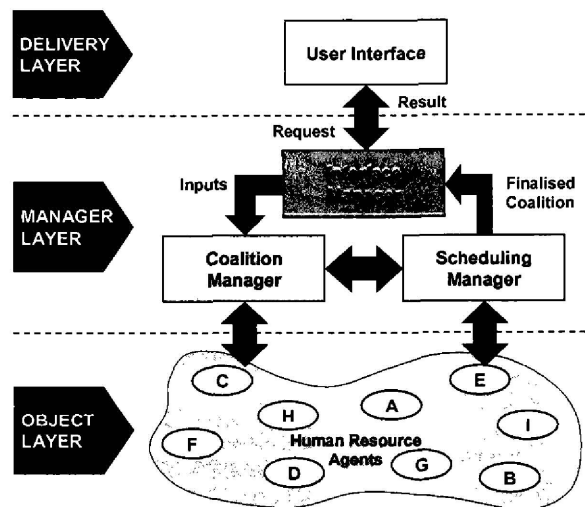 DELIVERY
LAYER
User Interface
Result
Request
Inputs
Finalised
Coalition
MANAGER
LAYER
Coalition
Manager
Scheduling
Manager
C
E
H
A
I
OBJECT
LAYER
F
Human Resource
Agents
D
G
B